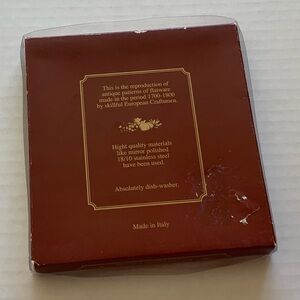 This is the reproduction of
antique patterns of flatware
made in the period 1700-1800
by skillful European Craftsmen.
Hight quality materials
like mirror polished
18/10 stainless steel
have been used.
Absolutely dish-washer.
Made in Italy